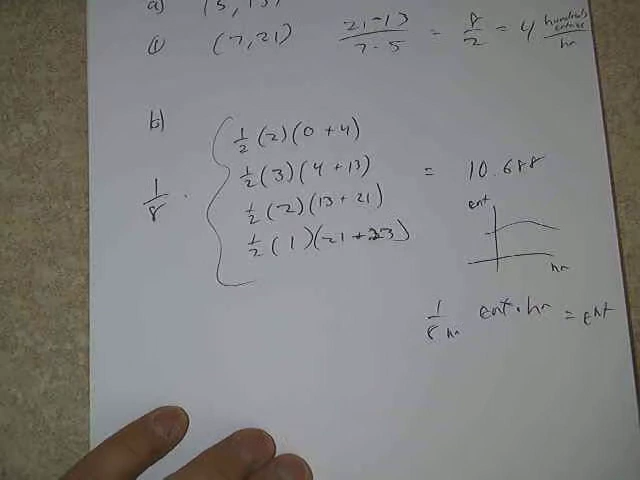 a) (5, 13)
① (7,21) 21-13 / 7-5 = 8/2 = 4 hundreds entries / hr
b)
1/8 · { 1/2 (2)(0+4)
1/2 (3)(4+13) = 10.688
1/2 (2)(13+21)
1/2 (1)(21+23)
ent
hr
1/8 hr ent·hr = ent